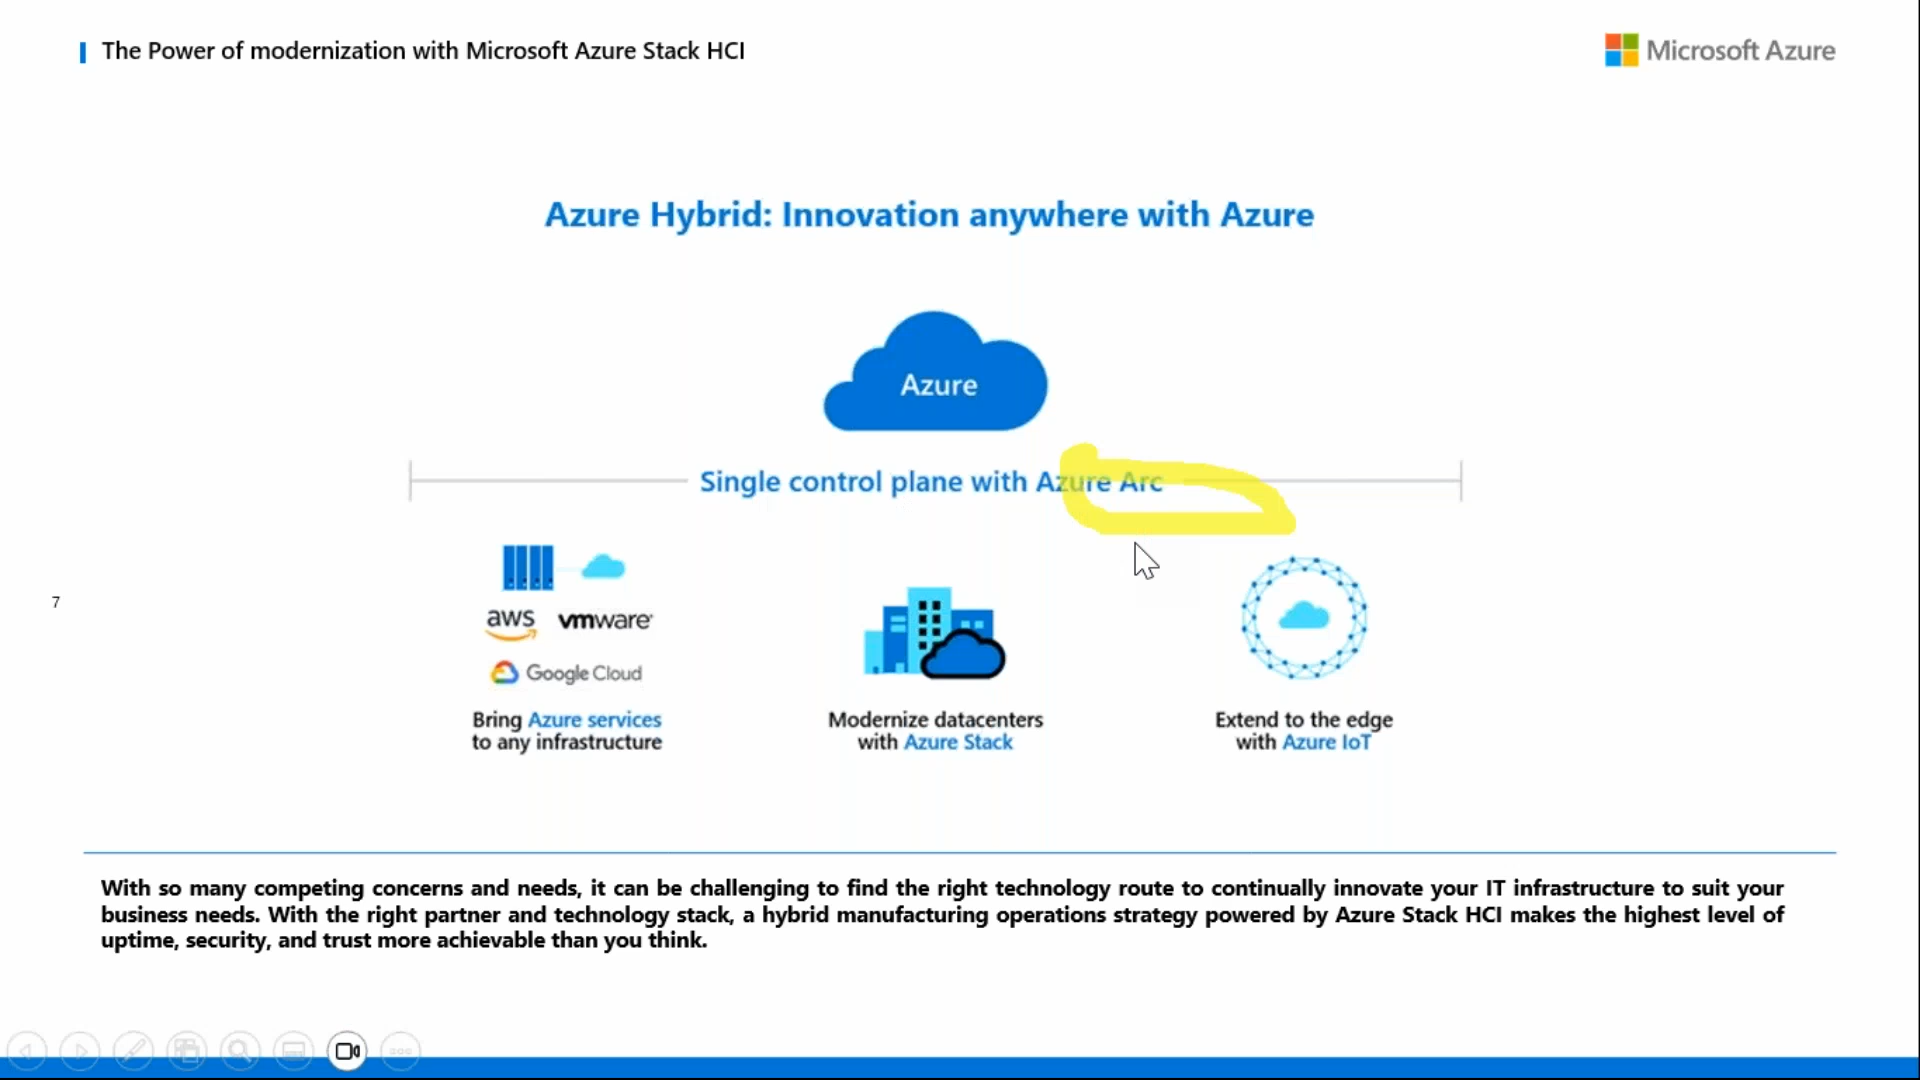 The Power of modernization with Microsoft Azure Stack HCI
Microsoft Azure
Azure Hybrid: Innovation anywhere with Azure
Azure
Single control plane with Azure Arc
aws
vmware
Google Cloud
Bring Azure services
to any infrastructure
Modernize datacenters
with Azure Stack
Extend to the edge
with Azure IoT
7
With so many competing concerns and needs, it can be challenging to find the right technology route to continually innovate your IT infrastructure to suit your
business needs. With the right partner and technology stack, a hybrid manufacturing operations strategy powered by Azure Stack HCI makes the highest level of
uptime, security, and trust more achievable than you think.